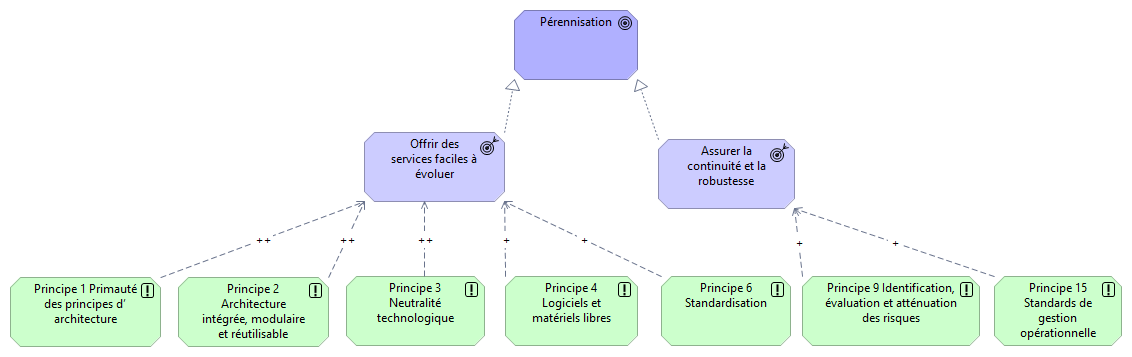 Pérennisation
Offrir des
services faciles à
évoluer
Assurer la
continuité et la
robustesse
++
++
++
+
+
+
+
Principe 1 Primauté
des principes d'
architecture
Principe 2
Architecture
intégrée, modulaire
et réutilisable
Principe 3
Neutralité
technologique
Principe 4
Logiciels et
matériels libres
Principe 6
Standardisation
Principe 9 Identification,
évaluation et atténuation
des risques
Principe 15
Standards de
gestion
opérationnelle